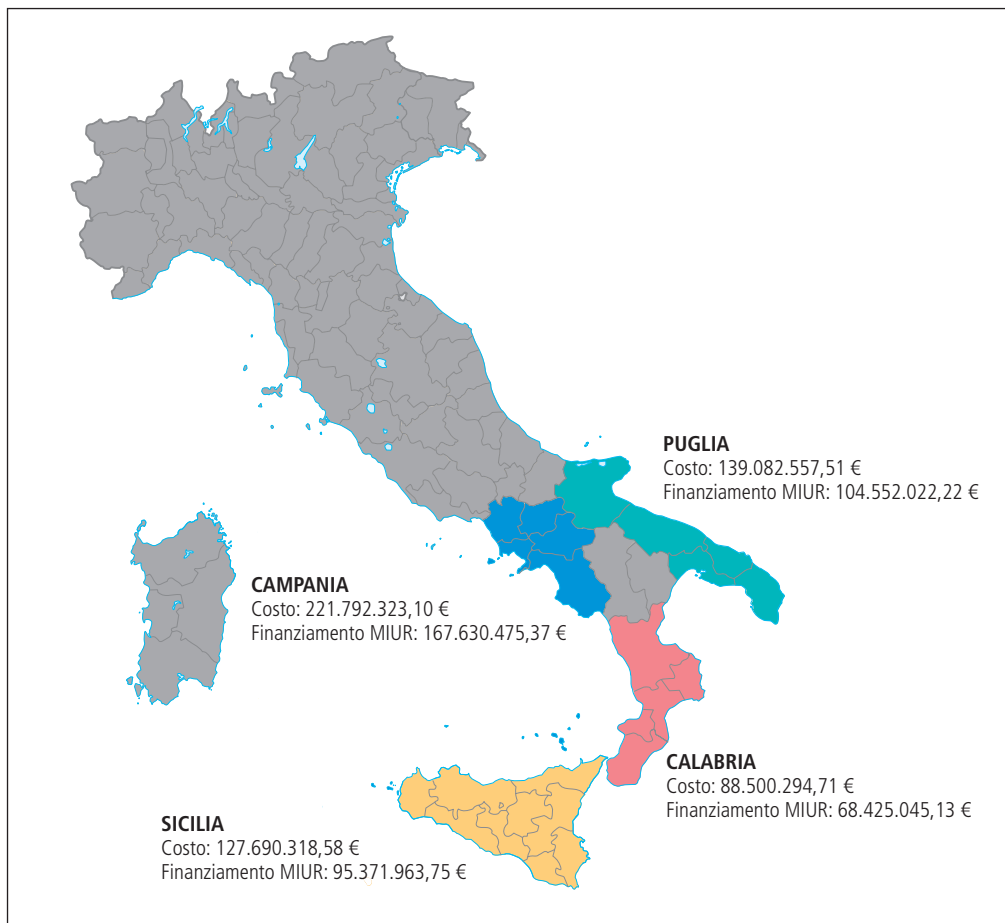 PUGLIA
Costo: 139.082.557,51 €
Finanziamento MIUR: 104.552.022,22 €
CAMPANIA
Costo: 221.792.323,10 €
Finanziamento MIUR: 167.630.475,37 €
CALABRIA
Costo: 88.500.294,71 €
Finanziamento MIUR: 68.425.045,13 €
SICILIA
Costo: 127.690.318,58 €
Finanziamento MIUR: 95.371.963,75 €